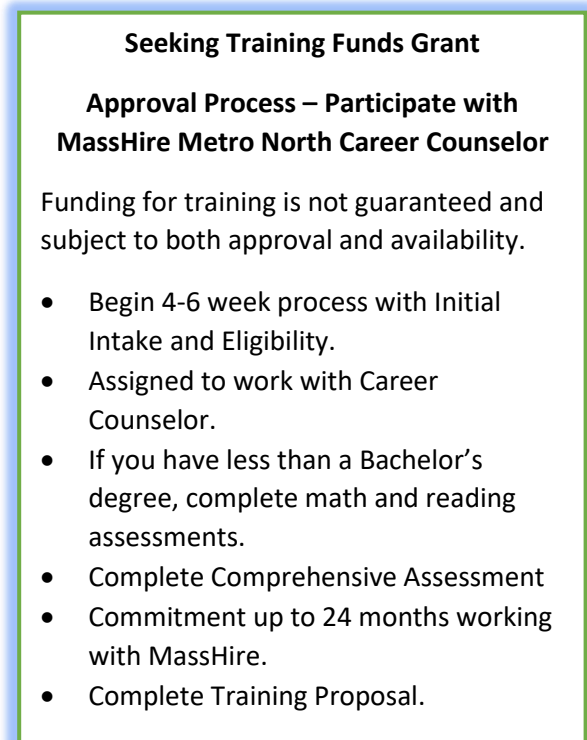 Seeking Training Funds Grant
Approval Process – Participate with
MassHire Metro North Career Counselor
Funding for training is not guaranteed and
subject to both approval and availability.
• Begin 4-6 week process with Initial
Intake and Eligibility.
• Assigned to work with Career
Counselor.
• If you have less than a Bachelor’s
degree, complete math and reading
assessments.
• Complete Comprehensive Assessment
• Commitment up to 24 months working
with MassHire.
• Complete Training Proposal.